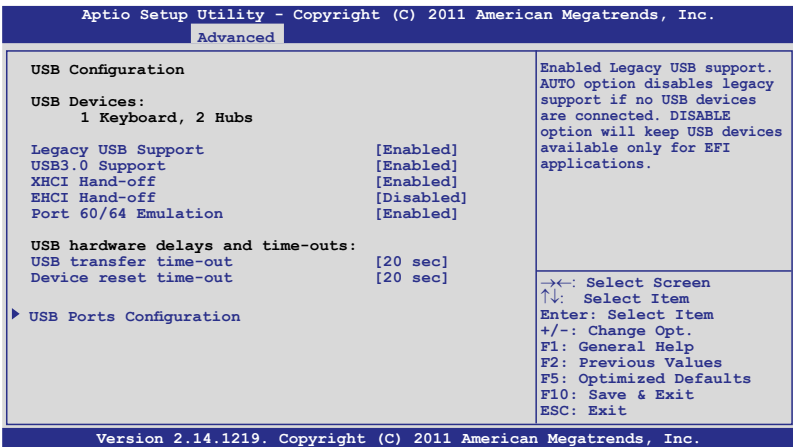 Aptio Setup Utility - Copyright (C) 2011 American Megatrends, Inc.
Advanced
USB Configuration
USB Devices:
1 Keyboard, 2 Hubs
Legacy USB Support [Enabled]
USB3.0 Support [Enabled]
XHCI Hand-off [Enabled]
EHCI Hand-off [Disabled]
Port 60/64 Emulation [Enabled]
USB hardware delays and time-outs:
USB transfer time-out [20 sec]
Device reset time-out [20 sec]
USB Ports Configuration
Enabled Legacy USB support.
AUTO option disables legacy
support if no USB devices
are connected. DISABLE
option will keep USB devices
available only for EFI
applications.
→←: Select Screen
↑↓: Select Item
Enter: Select Item
+/-: Change Opt.
F1: General Help
F2: Previous Values
F5: Optimized Defaults
F10: Save & Exit
ESC: Exit
Version 2.14.1219. Copyright (C) 2011 American Megatrends, Inc.